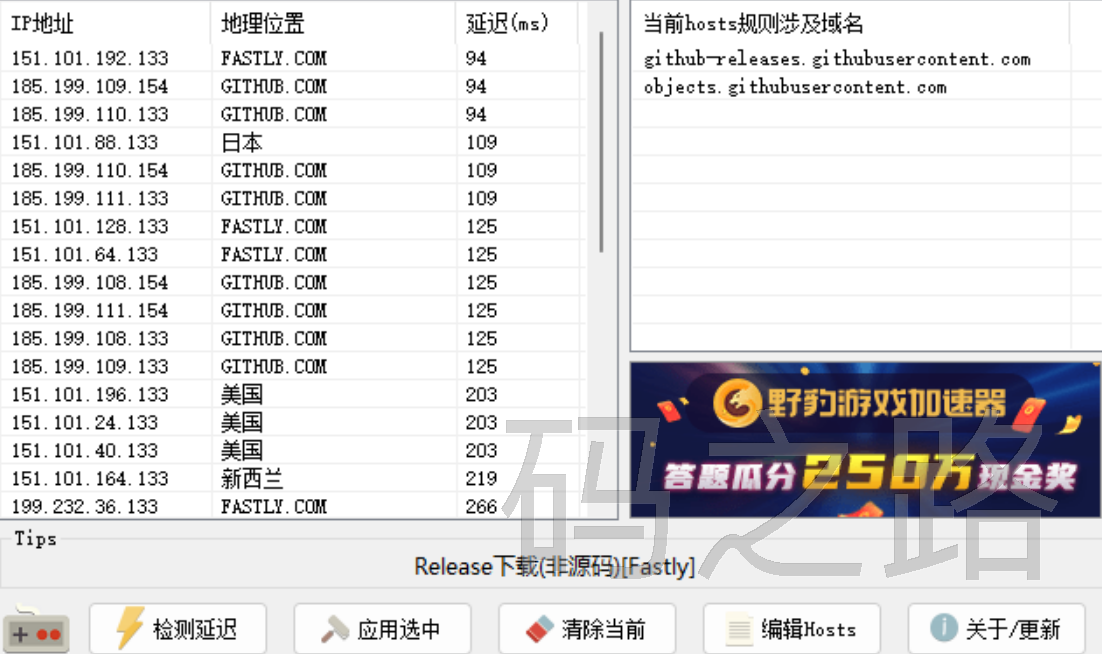 IP地址 地理位置 延迟(ms)
151.101.192.133 FASTLY.COM 94
185.199.109.154 GITHUB.COM 94
185.199.110.133 GITHUB.COM 94
151.101.88.133 日本 109
185.199.110.154 GITHUB.COM 109
185.199.111.133 GITHUB.COM 109
151.101.128.133 FASTLY.COM 125
151.101.64.133 FASTLY.COM 125
185.199.108.154 GITHUB.COM 125
185.199.111.154 GITHUB.COM 125
185.199.108.133 GITHUB.COM 125
185.199.109.133 GITHUB.COM 125
151.101.196.133 美国 203
151.101.24.133 美国 203
151.101.40.133 美国 203
151.101.164.133 新西兰 219
199.232.36.133 FASTLY.COM 266
当前hosts规则涉及域名
github-releases.githubusercontent.com
objects.githubusercontent.com
野豹游戏加速器
答题瓜分250万现金奖
码之路
Tips
Release下载(非源码)[Fastly]
检测延迟 应用选中 清除当前 编辑Hosts 关于/更新